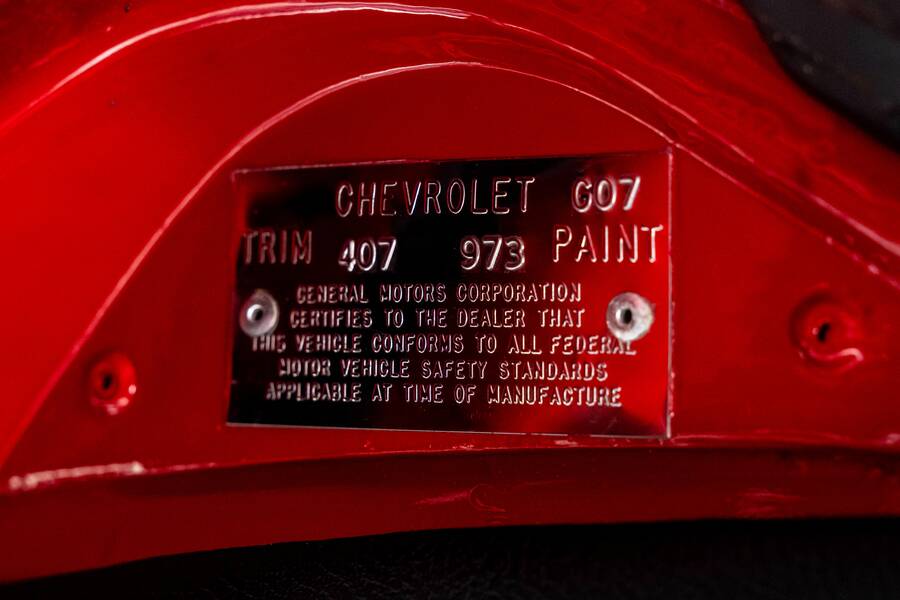 CHEVROLET G07
TRIM 407 973 PAINT
GENERAL MOTORS CORPORATION
CERTIFIES TO THE DEALER THAT
THIS VEHICLE CONFORMS TO ALL FEDERAL
MOTOR VEHICLE SAFETY STANDARDS
APPLICABLE AT TIME OF MANUFACTURE